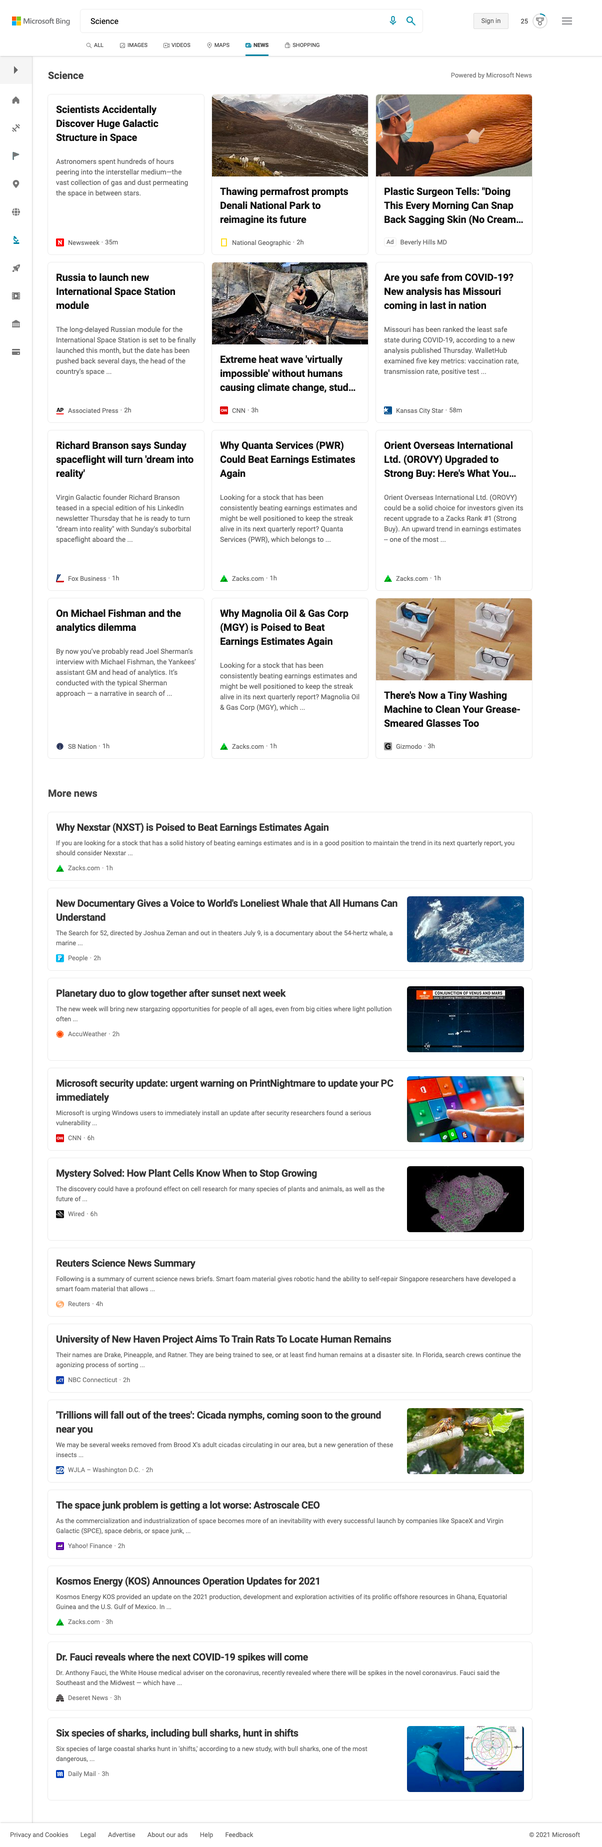 Microsoft Bing
Science
Sign in
25
ALL
IMAGES
VIDEOS
MAPS
NEWS
SHOPPING
Science
Powered by Microsoft News
Scientists Accidentally
Discover Huge Galactic
Structure in Space
Astronomers spent hundreds of hours
peering into the interstellar medium—the
vast collection of gas and dust permeating
the space in between stars.
Newsweek · 35m
Thawing permafrost prompts
Denali National Park to
reimagine its future
National Geographic · 2h
Plastic Surgeon Tells: "Doing
This Every Morning Can Snap
Back Sagging Skin (No Cream...
Ad Beverly Hills MD
Russia to launch new
International Space Station
module
The long-delayed Russian module for the
International Space Station is set to be finally
launched this month, but the date has been
pushed back several days, the head of the
country's space ...
Associated Press · 2h
Extreme heat wave 'virtually
impossible' without humans
causing climate change, stud...
CNN · 3h
Are you safe from COVID-19?
New analysis has Missouri
coming in last in nation
Missouri has been ranked the least safe
state during COVID-19, according to a new
analysis published Thursday. WalletHub
examined five key metrics: vaccination rate,
transmission rate, positive test ...
Kansas City Star · 58m
Richard Branson says Sunday
spaceflight will turn 'dream into
reality'
Virgin Galactic founder Richard Branson
teased in a special edition of his LinkedIn
newsletter Thursday that he is ready to turn
"dream into reality" with Sunday's suborbital
spaceflight aboard the ...
Fox Business · 1h
Why Quanta Services (PWR)
Could Beat Earnings Estimates
Again
Looking for a stock that has been
consistently beating earnings estimates and
might be well positioned to keep the streak
alive in its next quarterly report? Quanta
Services (PWR), which belongs to ...
Zacks.com · 1h
Orient Overseas International
Ltd. (OROVY) Upgraded to
Strong Buy: Here's What You...
Orient Overseas International Ltd. (OROVY)
could be a solid choice for investors given its
recent upgrade to a Zacks Rank #1 (Strong
Buy). An upward trend in earnings estimates
– one of the most ...
Zacks.com · 1h
On Michael Fishman and the
analytics dilemma
By now you've probably read Joel Sherman's
interview with Michael Fishman, the Yankees'
assistant GM and head of analytics. It's
conducted with the typical Sherman
approach — a narrative in search of ...
SB Nation · 1h
Why Magnolia Oil & Gas Corp
(MGY) is Poised to Beat
Earnings Estimates Again
Looking for a stock that has been
consistently beating earnings estimates and
might be well positioned to keep the streak
alive in its next quarterly report? Magnolia Oil
& Gas Corp (MGY), which ...
Zacks.com · 1h
There's Now a Tiny Washing
Machine to Clean Your Grease-
Smeared Glasses Too
Gizmodo · 3h
More news
Why Nexstar (NXST) is Poised to Beat Earnings Estimates Again
If you are looking for a stock that has a solid history of beating earnings estimates and is in a good position to maintain the trend in its next quarterly report, you
should consider Nexstar ...
Zacks.com · 1h
New Documentary Gives a Voice to World's Loneliest Whale that All Humans Can
Understand
The Search for 52, directed by Joshua Zeman and out in theaters July 9, is a documentary about the 54-hertz whale, a
marine ...
People · 2h
Planetary duo to glow together after sunset next week
The new week will bring new stargazing opportunities for people of all ages, even from big cities where light pollution
often ...
AccuWeather · 2h
CONJUNCTION OF VENUS AND MARS
Microsoft security update: urgent warning on PrintNightmare to update your PC
immediately
Microsoft is urging Windows users to immediately install an update after security researchers found a serious
vulnerability ...
CNN · 6h
Mystery Solved: How Plant Cells Know When to Stop Growing
The discovery could have a profound effect on cell research for many species of plants and animals, as well as the
future of ...
Wired · 6h
Reuters Science News Summary
Following is a summary of current science news briefs. Smart foam material gives robotic hand the ability to self-repair Singapore researchers have developed a
smart foam material that allows ...
Reuters · 4h
University of New Haven Project Aims To Train Rats To Locate Human Remains
Their names are Drake, Pineapple, and Ratner. They are being trained to see, or at least find human remains at a disaster site. In Florida, search crews continue the
agonizing process of sorting ...
NBC Connecticut · 2h
'Trillions will fall out of the trees': Cicada nymphs, coming soon to the ground
near you
We may be several weeks removed from Brood X's adult cicadas circulating in our area, but a new generation of these
insects ...
WJLA – Washington D.C. · 2h
The space junk problem is getting a lot worse: Astroscale CEO
As the commercialization and industrialization of space becomes more of an inevitability with every successful launch by companies like SpaceX and Virgin
Galactic (SPCE), space debris, or space junk, ...
Yahoo! Finance · 2h
Kosmos Energy (KOS) Announces Operation Updates for 2021
Kosmos Energy KOS provided an update on the 2021 production, development and exploration activities of its prolific offshore resources in Ghana, Equatorial
Guinea and the U.S. Gulf of Mexico. In ...
Zacks.com · 3h
Dr. Fauci reveals where the next COVID-19 spikes will come
Dr. Anthony Fauci, the White House medical adviser on the coronavirus, recently revealed where there will be spikes in the novel coronavirus. Fauci said the
Southeast and the Midwest — which have ...
Deseret News · 3h
Six species of sharks, including bull sharks, hunt in shifts
Six species of large coastal sharks hunt in 'shifts,' according to a new study, with bull sharks, one of the most
dangerous, ...
Daily Mail · 3h
Privacy and Cookies
Legal
Advertise
About our ads
Help
Feedback
© 2021 Microsoft